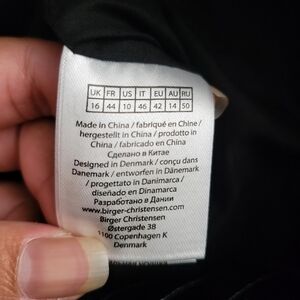 UK FR US IT EU AU RU
16 44 10 46 42 14 50
Made in China / fabriqué en Chine /
hergestellt in China / prodotto in
China / fabricado en China
Сделано в Китае
Designed in Denmark / conçu dans
Danemark / entworfen in Dänemark
/ progettato in Danimarca /
diseñado en Dinamarca
Разработано в Дании
www.birger-christensen.com
Birger Christensen
Østergade 38
1100 Copenhagen K
Denmark